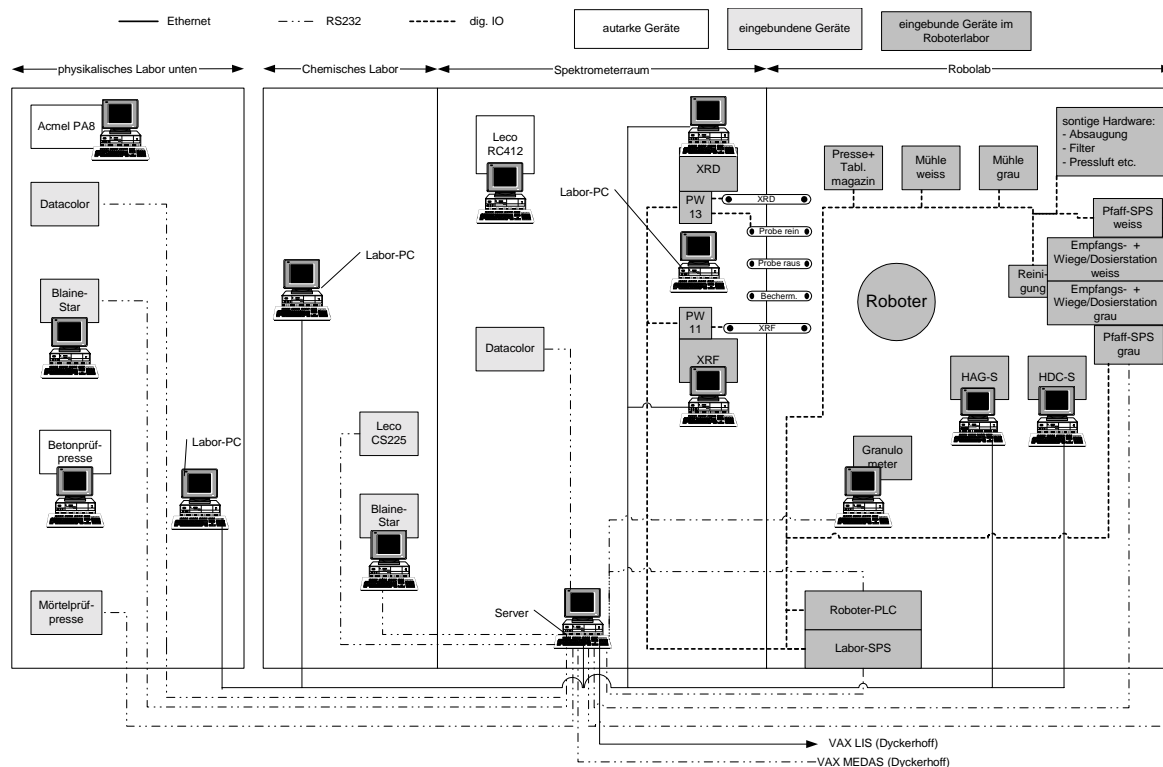 Ethernet
RS232
dig. IO
autarke Geräte
eingebundene Geräte
eingebunde Geräte im
Roboterlabor
physikalisches Labor unten
Chemisches Labor
Spektrometerraum
Robolab
Acmel PA8
Datacolor
Blaine-
Star
Betonprüf-
presse
Labor-PC
Mörtelprüf-
presse
Labor-PC
Leco
CS225
Blaine-
Star
Leco
RC412
Datacolor
Server
XRD
PW
13
Labor-PC
PW
11
XRF
XRD
Probe rein
Probe raus
Becherm.
XRF
Presse+
Tabl.
magazin
Mühle
weiss
Mühle
grau
sontige Hardware:
- Absaugung
- Filter
- Pressluft etc.
Pfaff-SPS
weiss
Empfangs- +
Wiege/Dosierstation
weiss
Reini-
gung
Empfangs- +
Wiege/Dosierstation
grau
Pfaff-SPS
grau
Roboter
HAG-S
HDC-S
Granulo
meter
Roboter-PLC
Labor-SPS
VAX LIS (Dyckerhoff)
VAX MEDAS (Dyckerhoff)